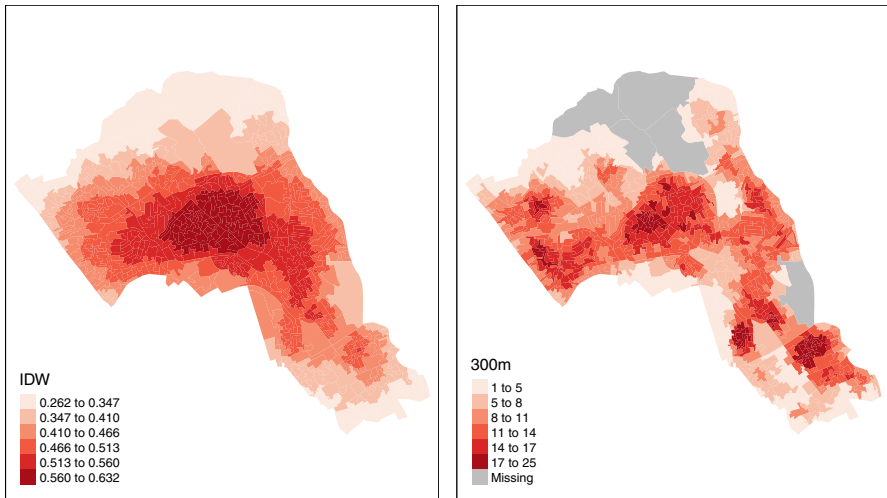 IDW
0.262 to 0.347
0.347 to 0.410
0.410 to 0.466
0.466 to 0.513
0.513 to 0.560
0.560 to 0.632
300m
1 to 5
5 to 8
8 to 11
11 to 14
14 to 17
17 to 25
Missing